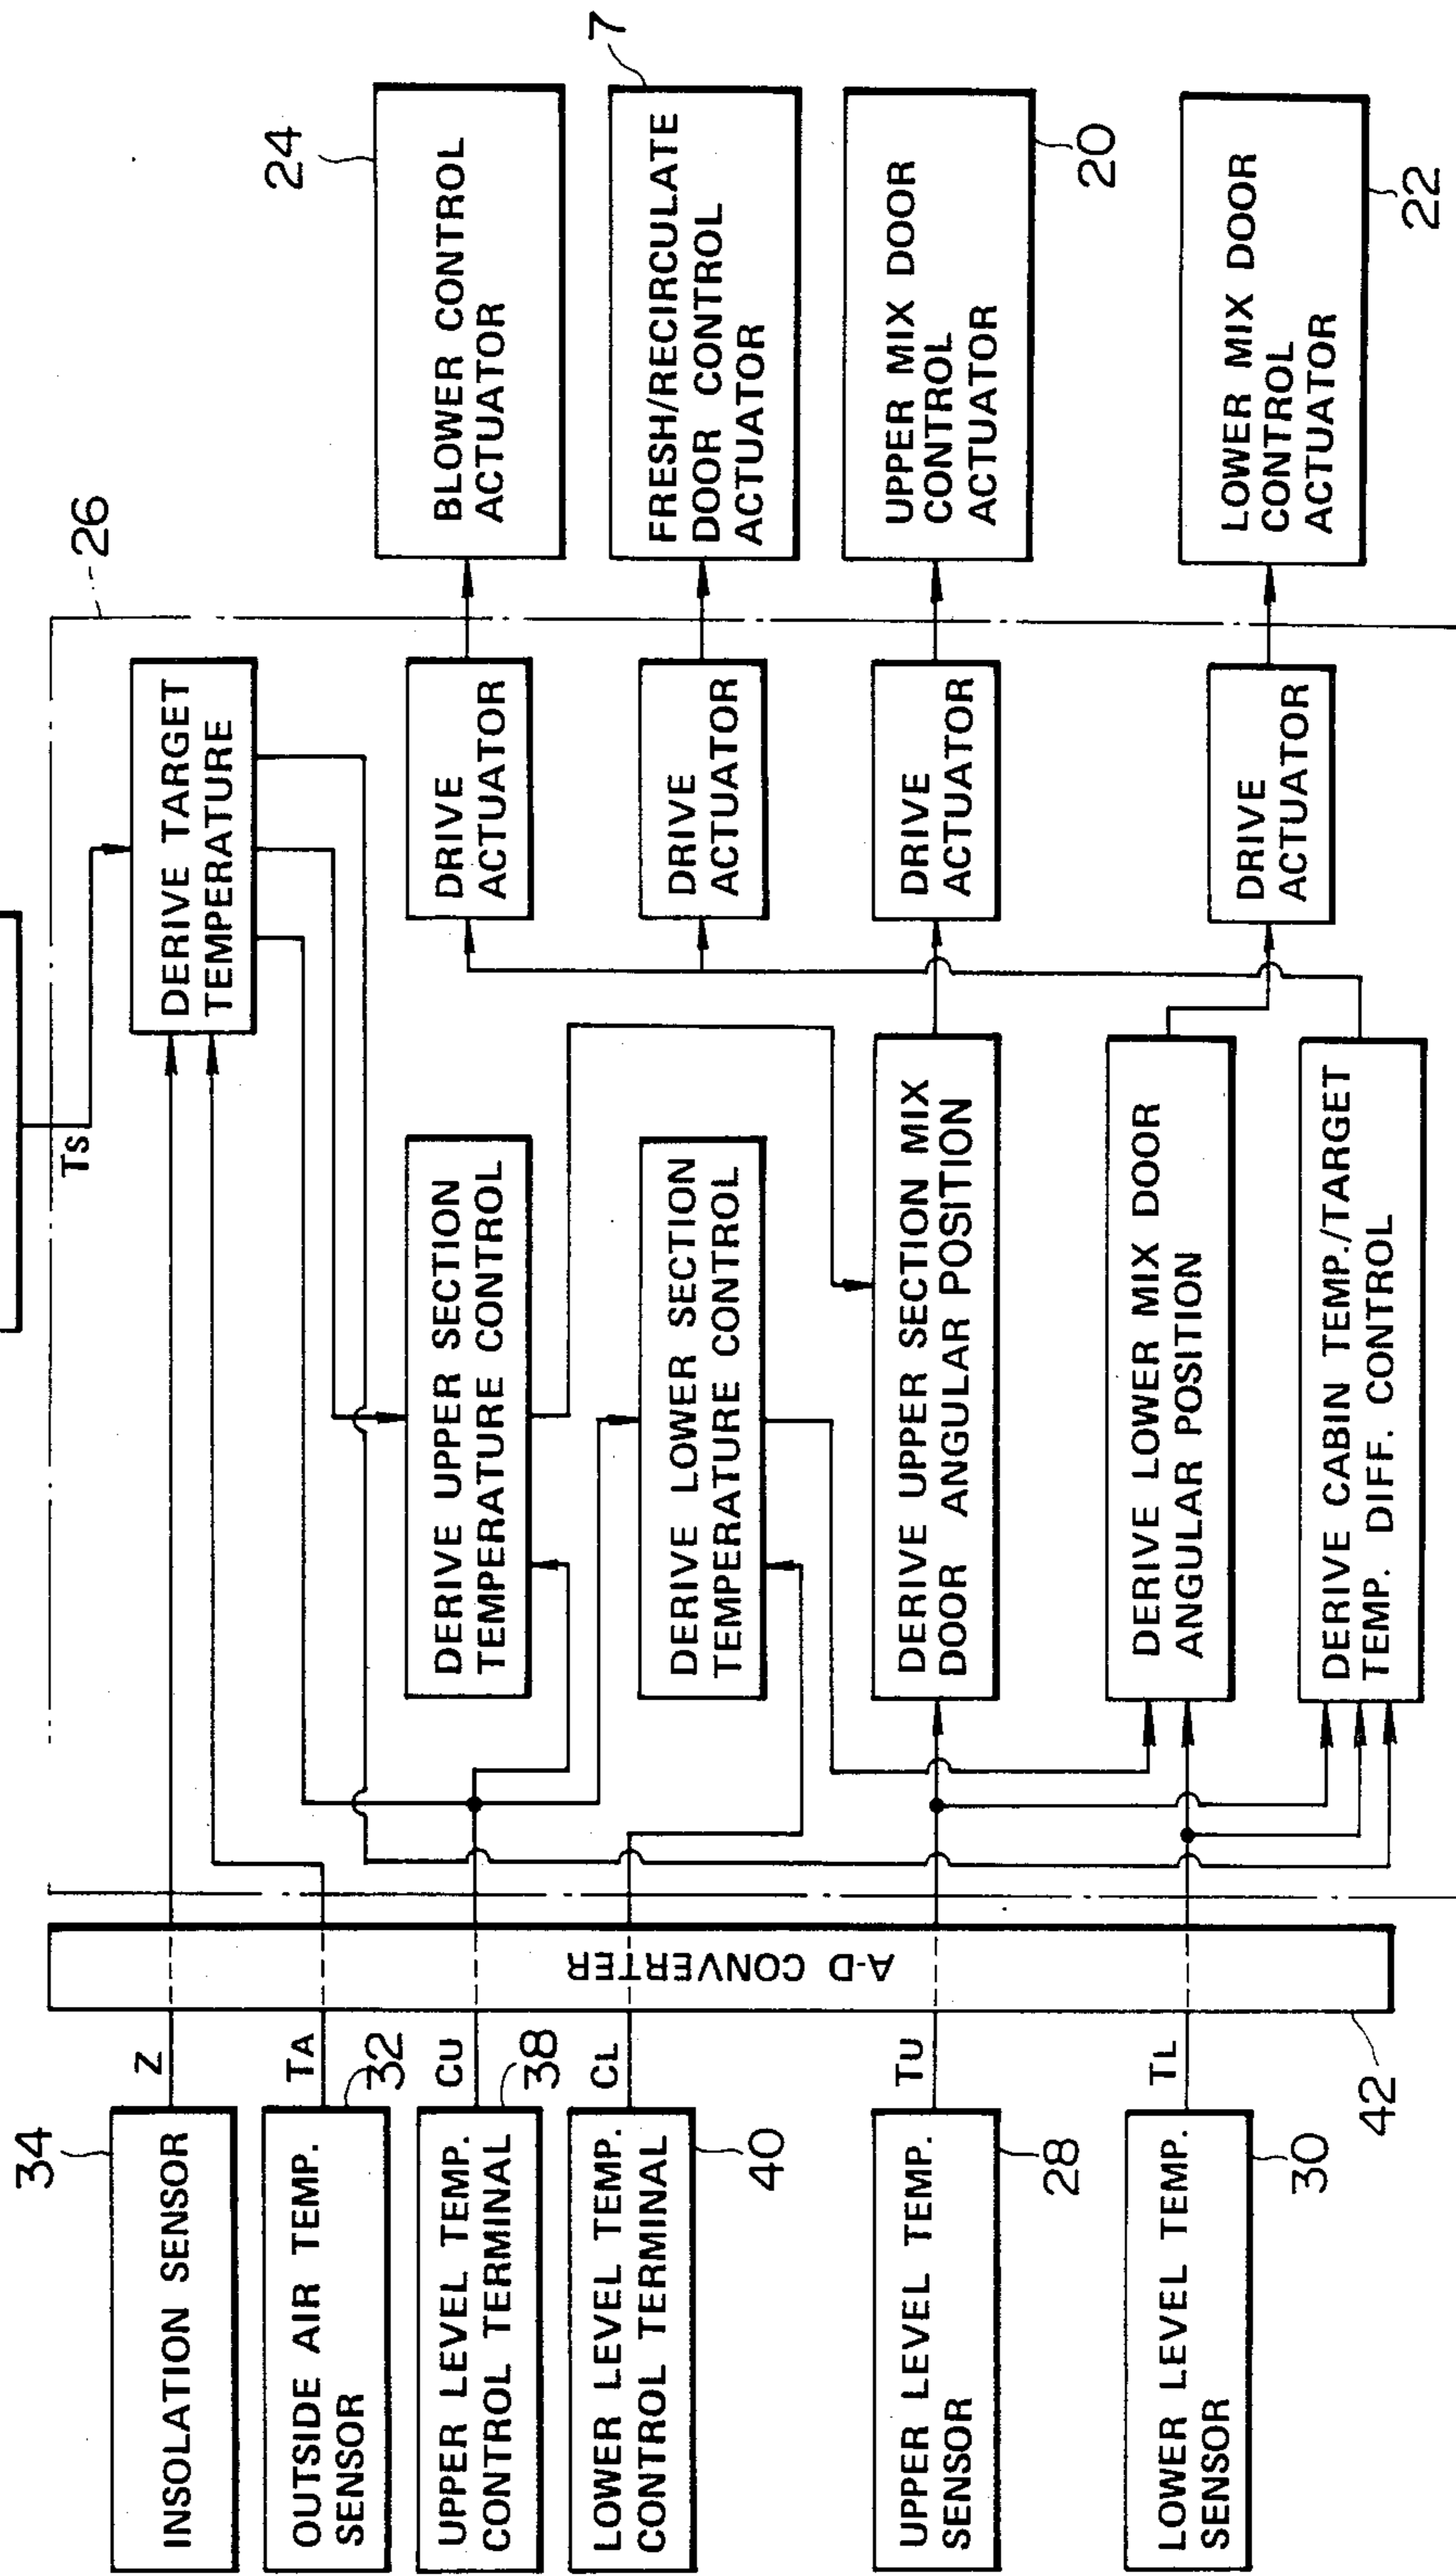 TS
26
34
INSOLATION SENSOR
Z
OUTSIDE AIR TEMP.
SENSOR
TA
32
UPPER LEVEL TEMP.
CONTROL TERMINAL
CU
38
LOWER LEVEL TEMP.
CONTROL TERMINAL
CL
40
UPPER LEVEL TEMP.
SENSOR
TU
28
LOWER LEVEL TEMP.
SENSOR
TL
30
A-D CONVERTER
42
DERIVE TARGET
TEMPERATURE
DERIVE UPPER SECTION
TEMPERATURE CONTROL
DERIVE LOWER SECTION
TEMPERATURE CONTROL
DERIVE UPPER SECTION MIX
DOOR ANGULAR POSITION
DERIVE LOWER MIX DOOR
ANGULAR POSITION
DERIVE CABIN TEMP./TARGET
TEMP. DIFF. CONTROL
DRIVE
ACTUATOR
DRIVE
ACTUATOR
DRIVE
ACTUATOR
DRIVE
ACTUATOR
BLOWER CONTROL
ACTUATOR
24
FRESH/RECIRCULATE
DOOR CONTROL
ACTUATOR
7
UPPER MIX DOOR
CONTROL
ACTUATOR
20
LOWER MIX DOOR
CONTROL
ACTUATOR
22